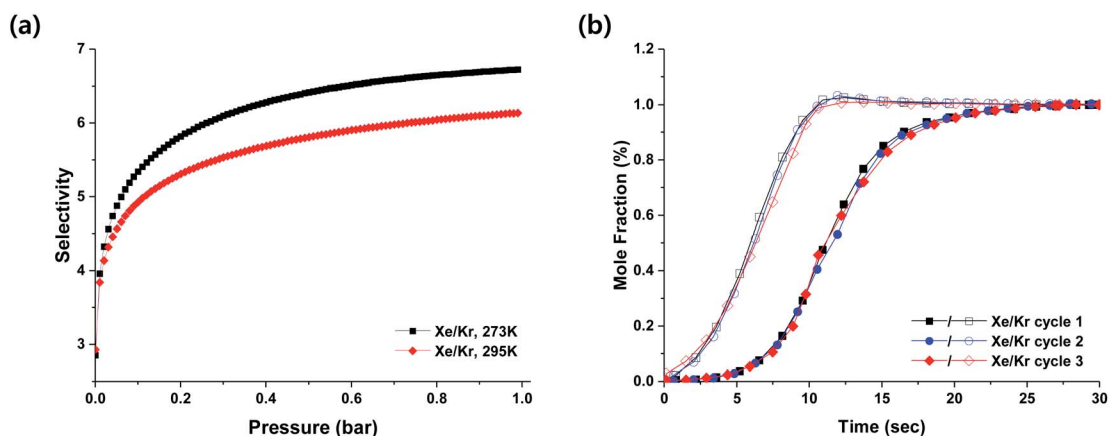 (a)
7
6
5
4
3
Selectivity
Xe/Kr, 273K
Xe/Kr, 295K
0.0 0.2 0.4 0.6 0.8 1.0
Pressure (bar)
(b)
1.2
1.0
0.8
0.6
0.4
0.2
0.0
Mole Fraction (%)
/ Xe/Kr cycle 1
/ Xe/Kr cycle 2
/ Xe/Kr cycle 3
0 5 10 15 20 25 30
Time (sec)